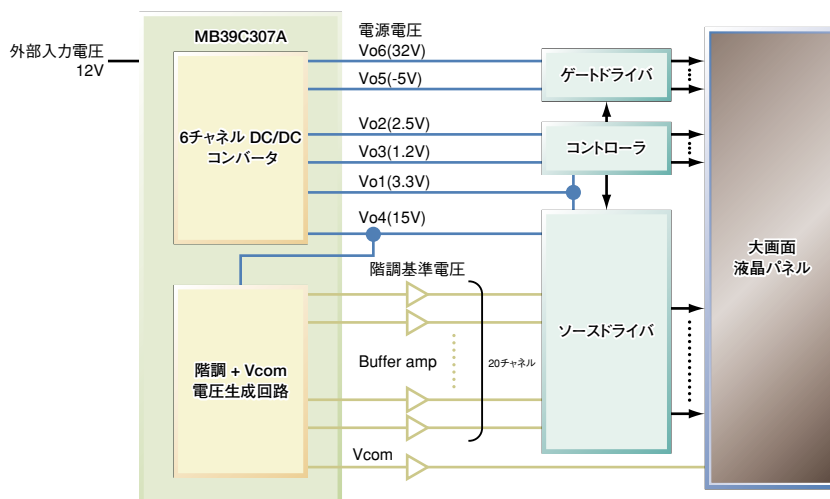 MB39C307A
外部入力電圧
12V
6チャネル DC/DC
コンバータ
電源電圧
Vo6(32V)
Vo5(-5V)
Vo2(2.5V)
Vo3(1.2V)
Vo1(3.3V)
Vo4(15V)
ゲートドライバ
コントローラ
階調基準電圧
階調 + Vcom
電圧生成回路
Buffer amp
20チャネル
Vcom
ソースドライバ
大画面
液晶パネル